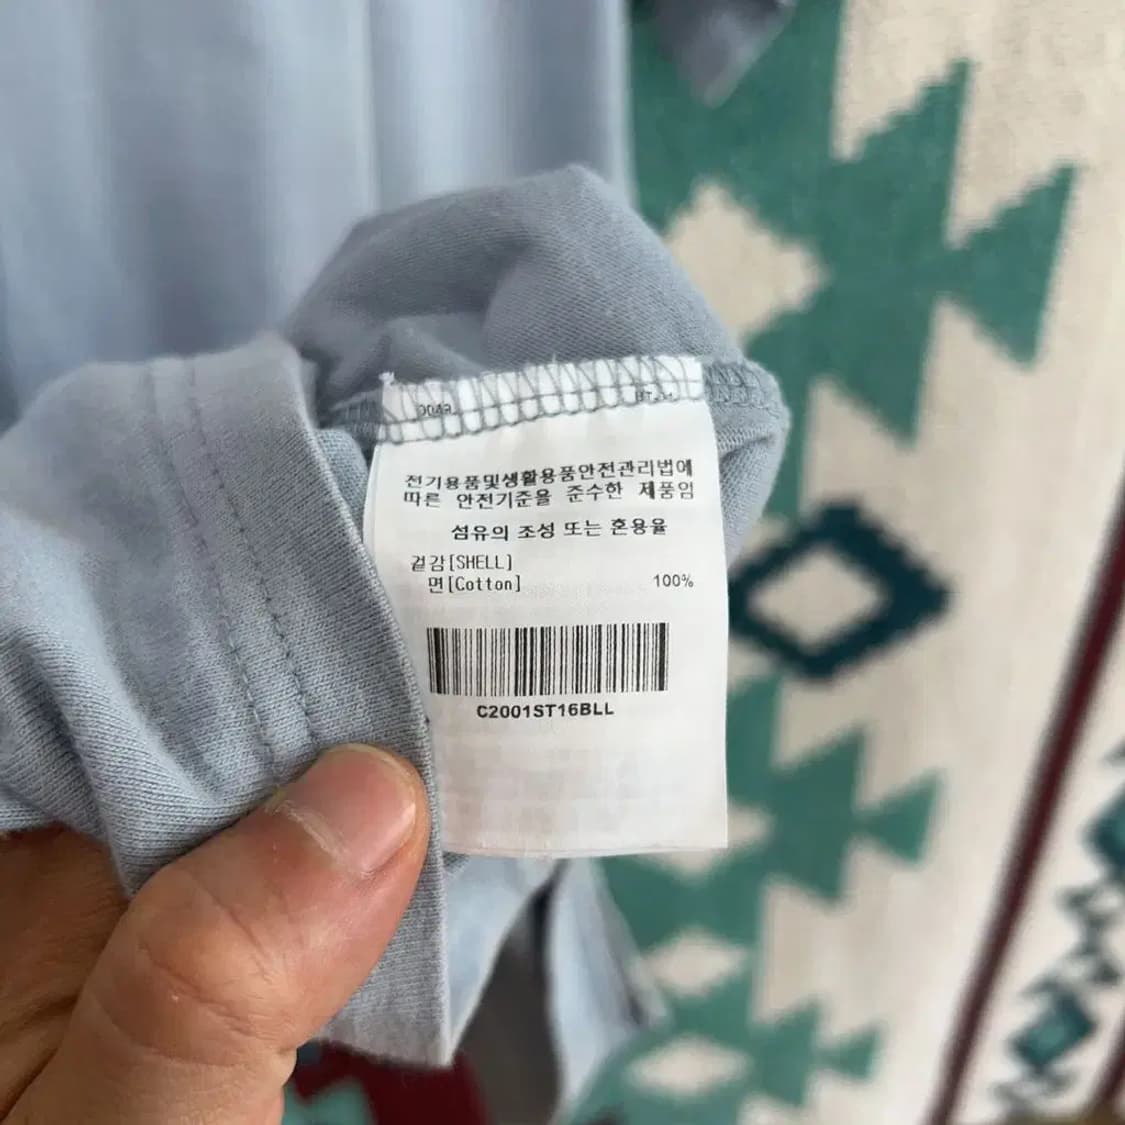 전기용품및생활용품안전관리법에
따른 안전기준을 준수한 제품임
섬유의 조성 또는 혼용율
겉감[SHELL]
면[Cotton] 100%
C2001ST16BLL